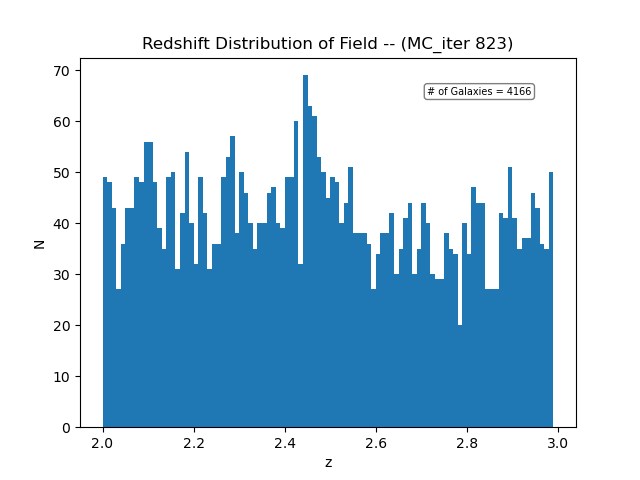 Redshift Distribution of Field -- (MC_iter 823)
70
60
50
40
30
20
10
0
N
# of Galaxies = 4166
2.0 2.2 2.4 2.6 2.8 3.0
z